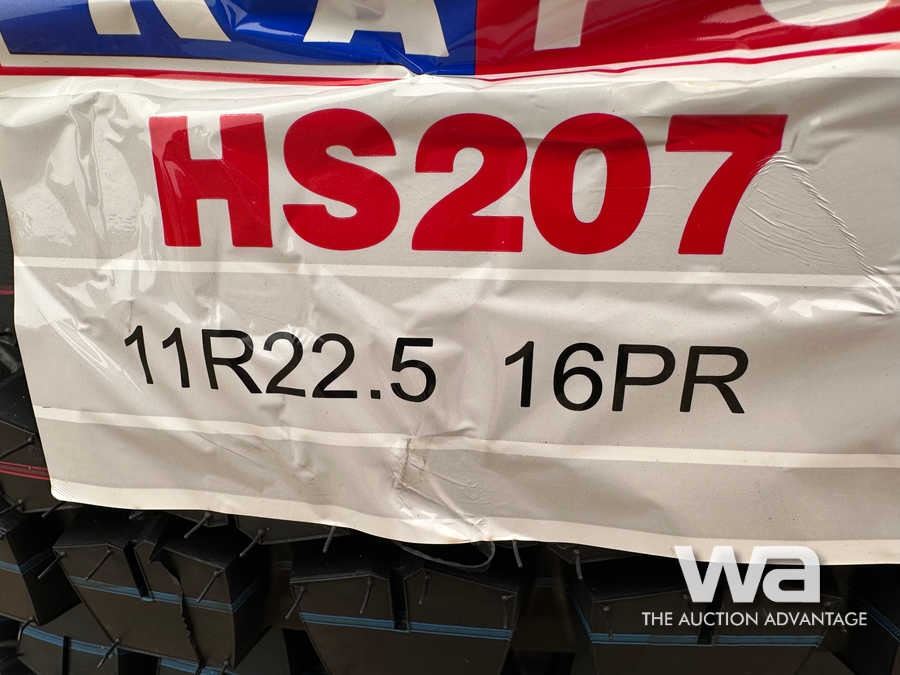 HS207
11R22.5 16PR
wa
THE AUCTION ADVANTAGE